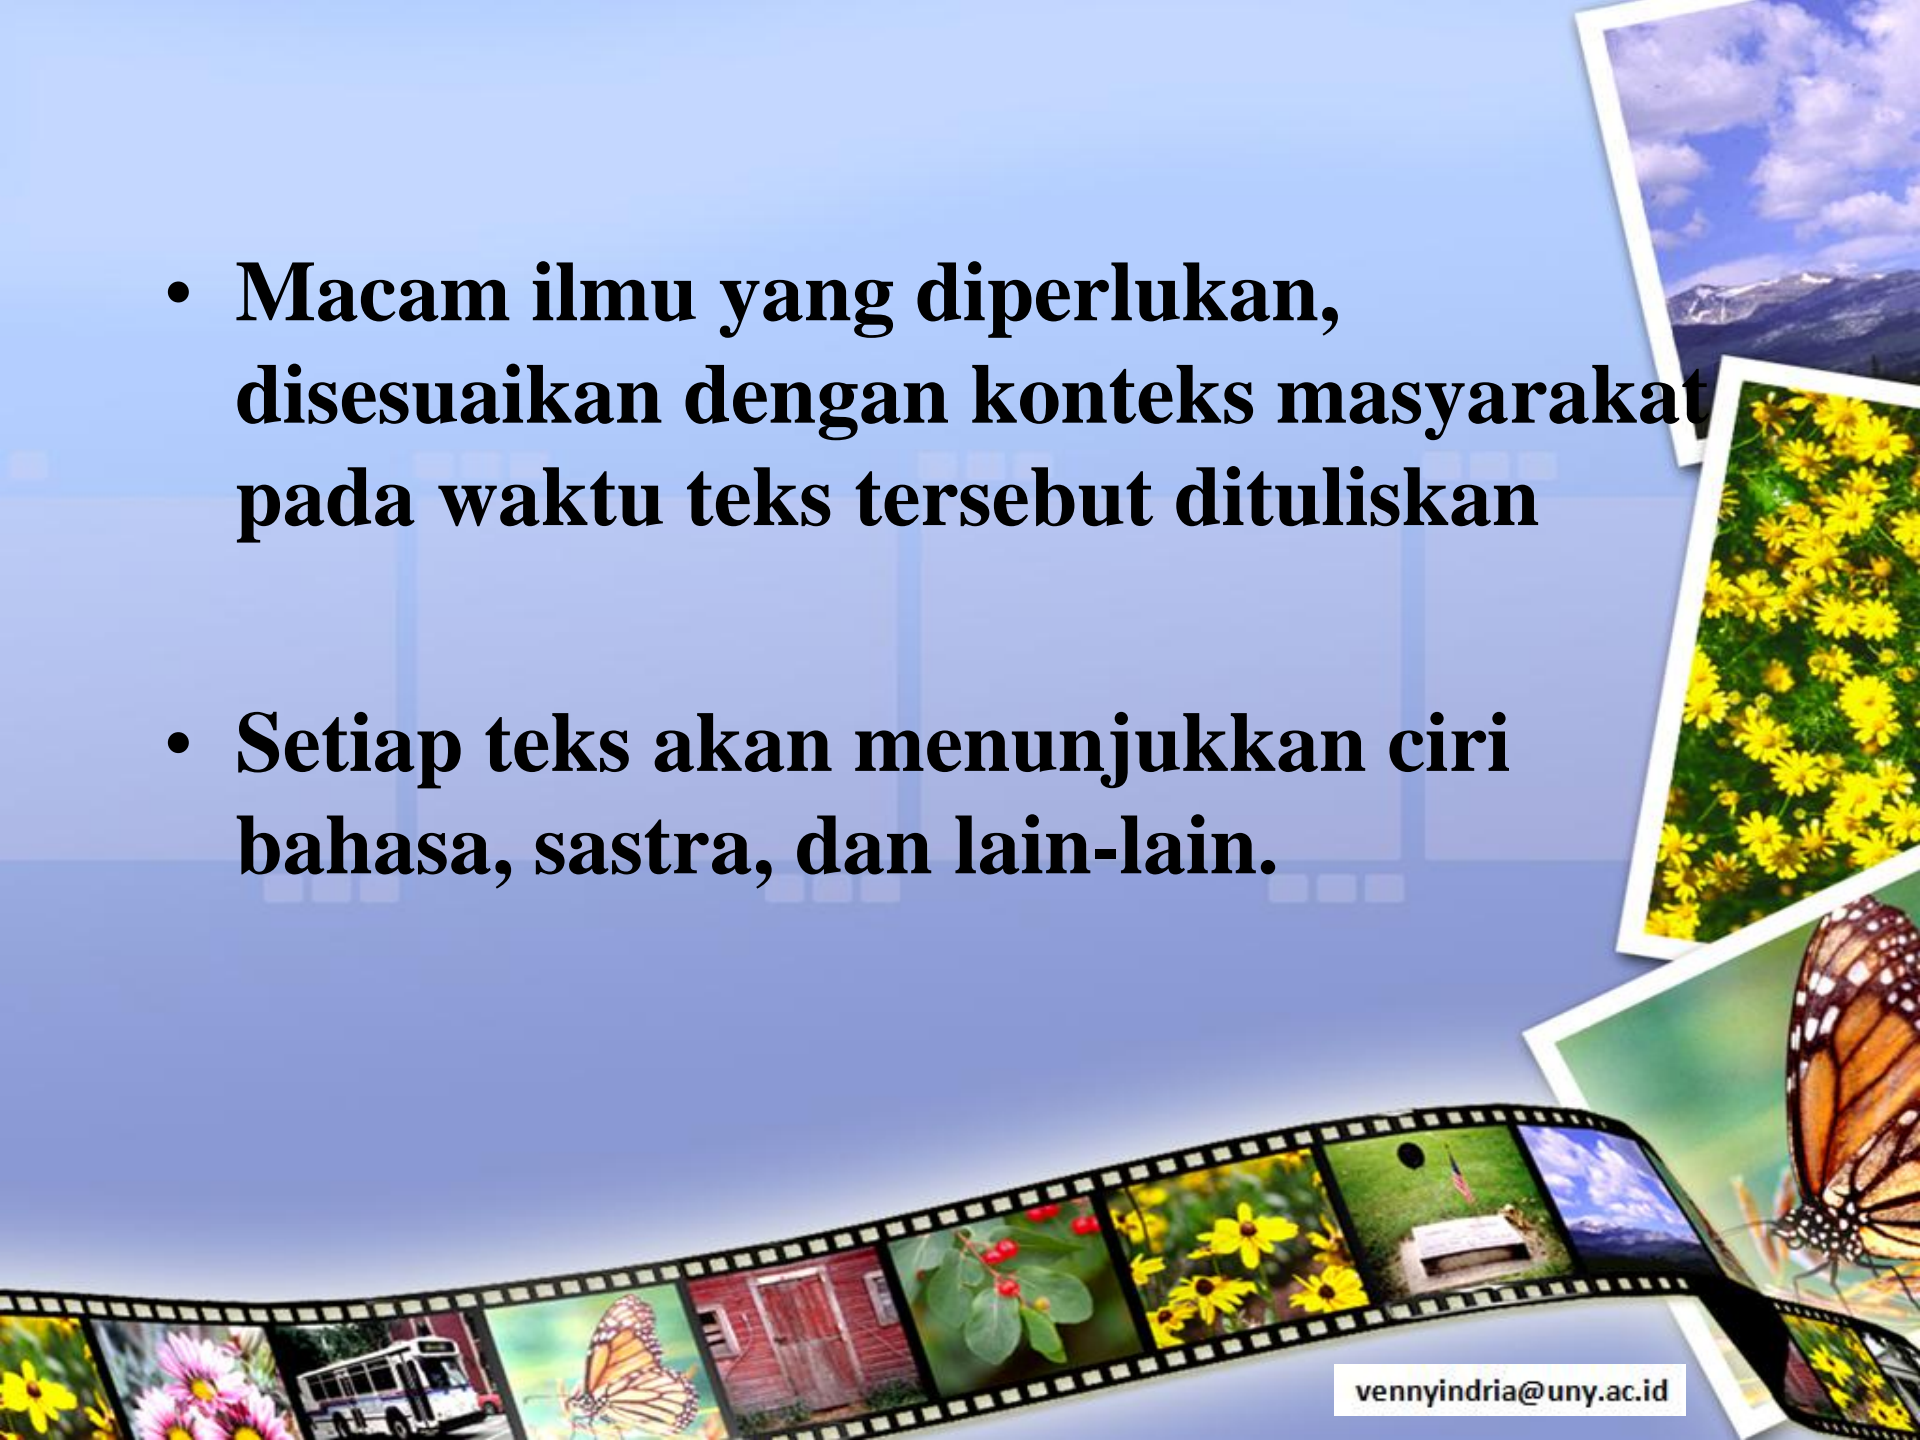 • Macam ilmu yang diperlukan,
disesuaikan dengan konteks masyarakat
pada waktu teks tersebut dituliskan
• Setiap teks akan menunjukkan ciri
bahasa, sastra, dan lain-lain.
vennyindria@uny.ac.id